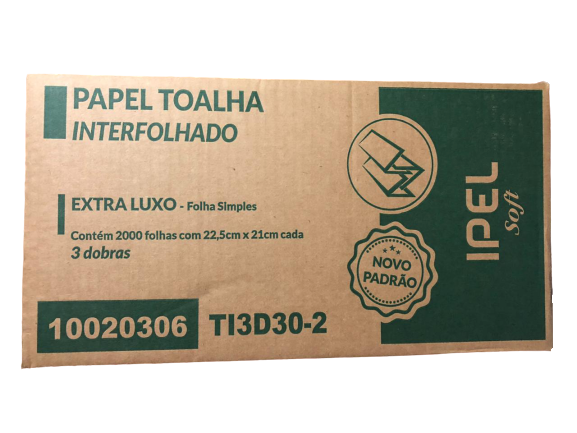 PAPEL TOALHA
INTERFOLHADO
EXTRA LUXO - Folha Simples
Contém 2000 folhas com 22,5cm x 21cm cada
3 dobras
10020306 TI3D30-2
NOVO
PADRÃO
IPEL
Soft